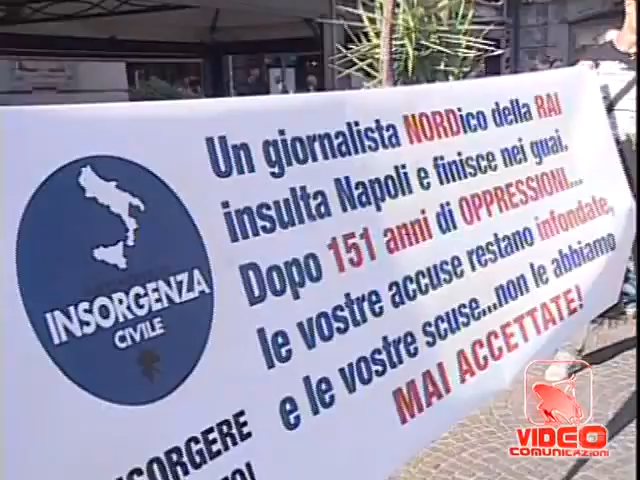 Un giornalista NORDico della RAI
insulta Napoli e finisce nei guai.
Dopo 151 anni di OPPRESSIONI...
le vostre accuse restano infondate,
e le vostre scuse...non le abbiamo
MAI ACCETTATE!
INSORGENZA
CIVILE
INSORGERE
VIDEO
COMUNICAZIONI